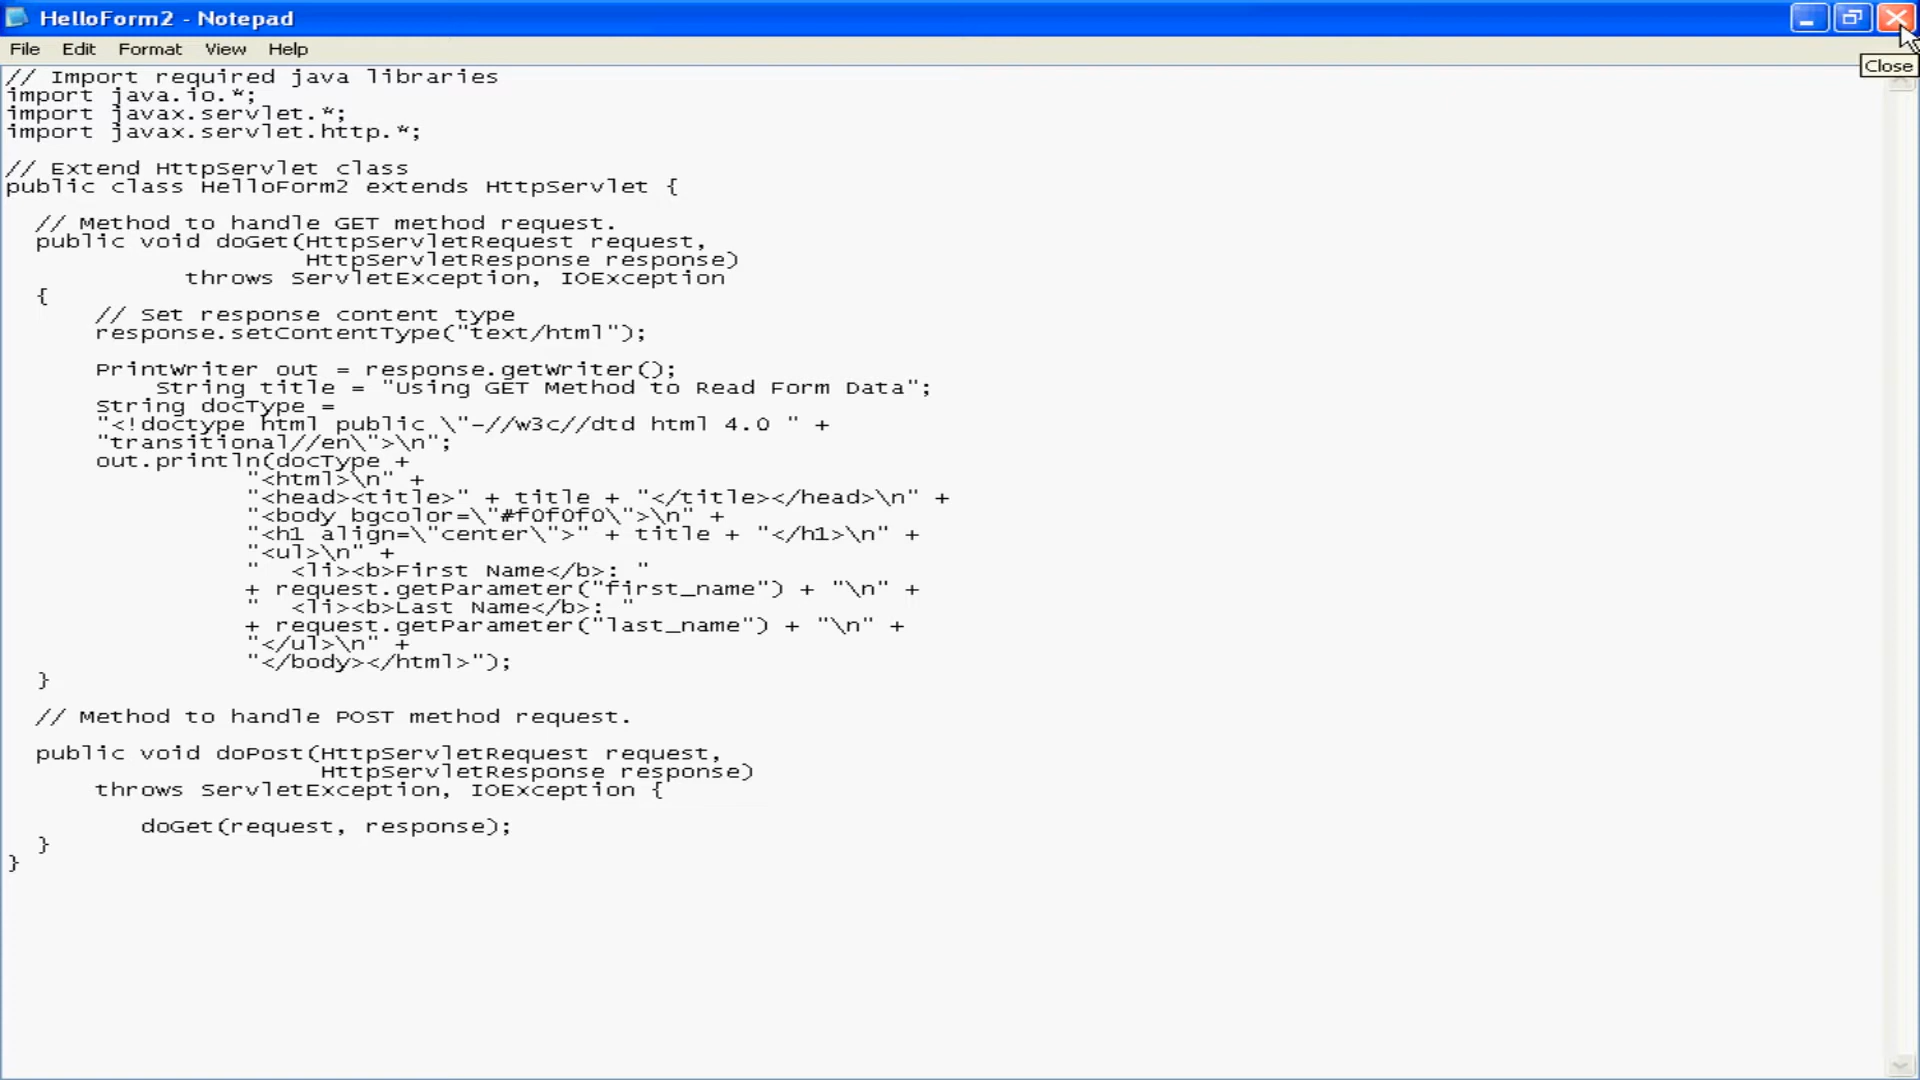 HelloForm2 - Notepad
File Edit Format View Help
Close
// Import required java libraries
import java.io.*;
import javax.servlet.*;
import javax.servlet.http.*;
// Extend HttpServlet class
public class HelloForm2 extends HttpServlet {
// Method to handle GET method request.
public void doGet(HttpServletRequest request,
HttpServletResponse response)
throws ServletException, IOException
{
// Set response content type
response.setContentType("text/html");
PrintWriter out = response.getWriter();
String title = "Using GET Method to Read Form Data";
String docType =
"<!doctype html public \"-//w3c//dtd html 4.0 " +
"transitional//en\">\n";
out.println(docType +
"<html>\n" +
"<head><title>" + title + "</title></head>\n" +
"<body bgcolor=\"#f0f0f0\">\n" +
"<h1 align=\"center\">" + title + "</h1>\n" +
"<ul>\n" +
"  <li><b>First Name</b>: "
+ request.getParameter("first_name") + "\n" +
"  <li><b>Last Name</b>: "
+ request.getParameter("last_name") + "\n" +
"</ul>\n" +
"</body></html>");
}
// Method to handle POST method request.
public void doPost(HttpServletRequest request,
HttpServletResponse response)
throws ServletException, IOException {
doGet(request, response);
}
}